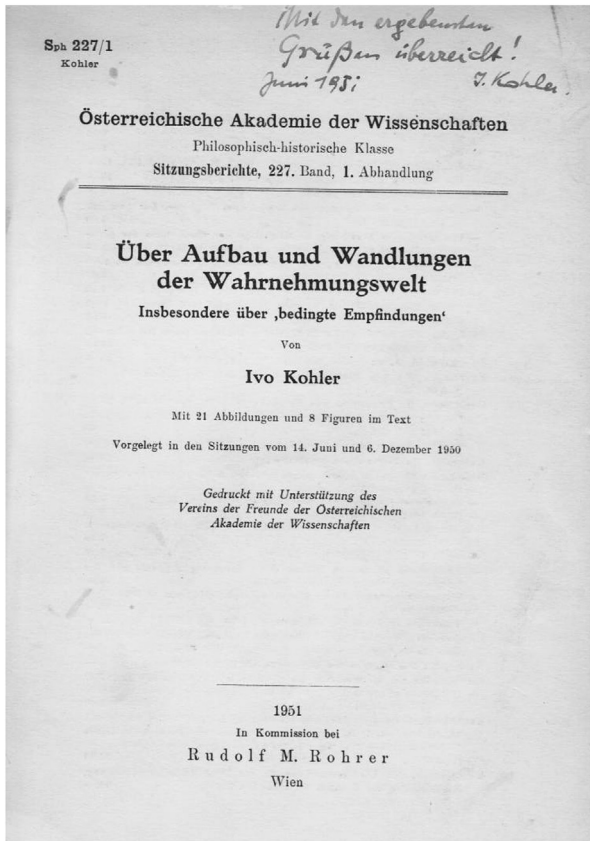 Mit den ergebensten
Grüßen überreicht!
Juni 1951 I. Kohler.
Sph 227/1
Kohler
Österreichische Akademie der Wissenschaften
Philosophisch-historische Klasse
Sitzungsberichte, 227. Band, 1. Abhandlung
Über Aufbau und Wandlungen
der Wahrnehmungswelt
Insbesondere über ‚bedingte Empfindungen‘
Von
Ivo Kohler
Mit 21 Abbildungen und 8 Figuren im Text
Vorgelegt in den Sitzungen vom 14. Juni und 6. Dezember 1950
Gedruckt mit Unterstützung des
Vereins der Freunde der Österreichischen
Akademie der Wissenschaften
1951
In Kommission bei
Rudolf M. Rohrer
Wien